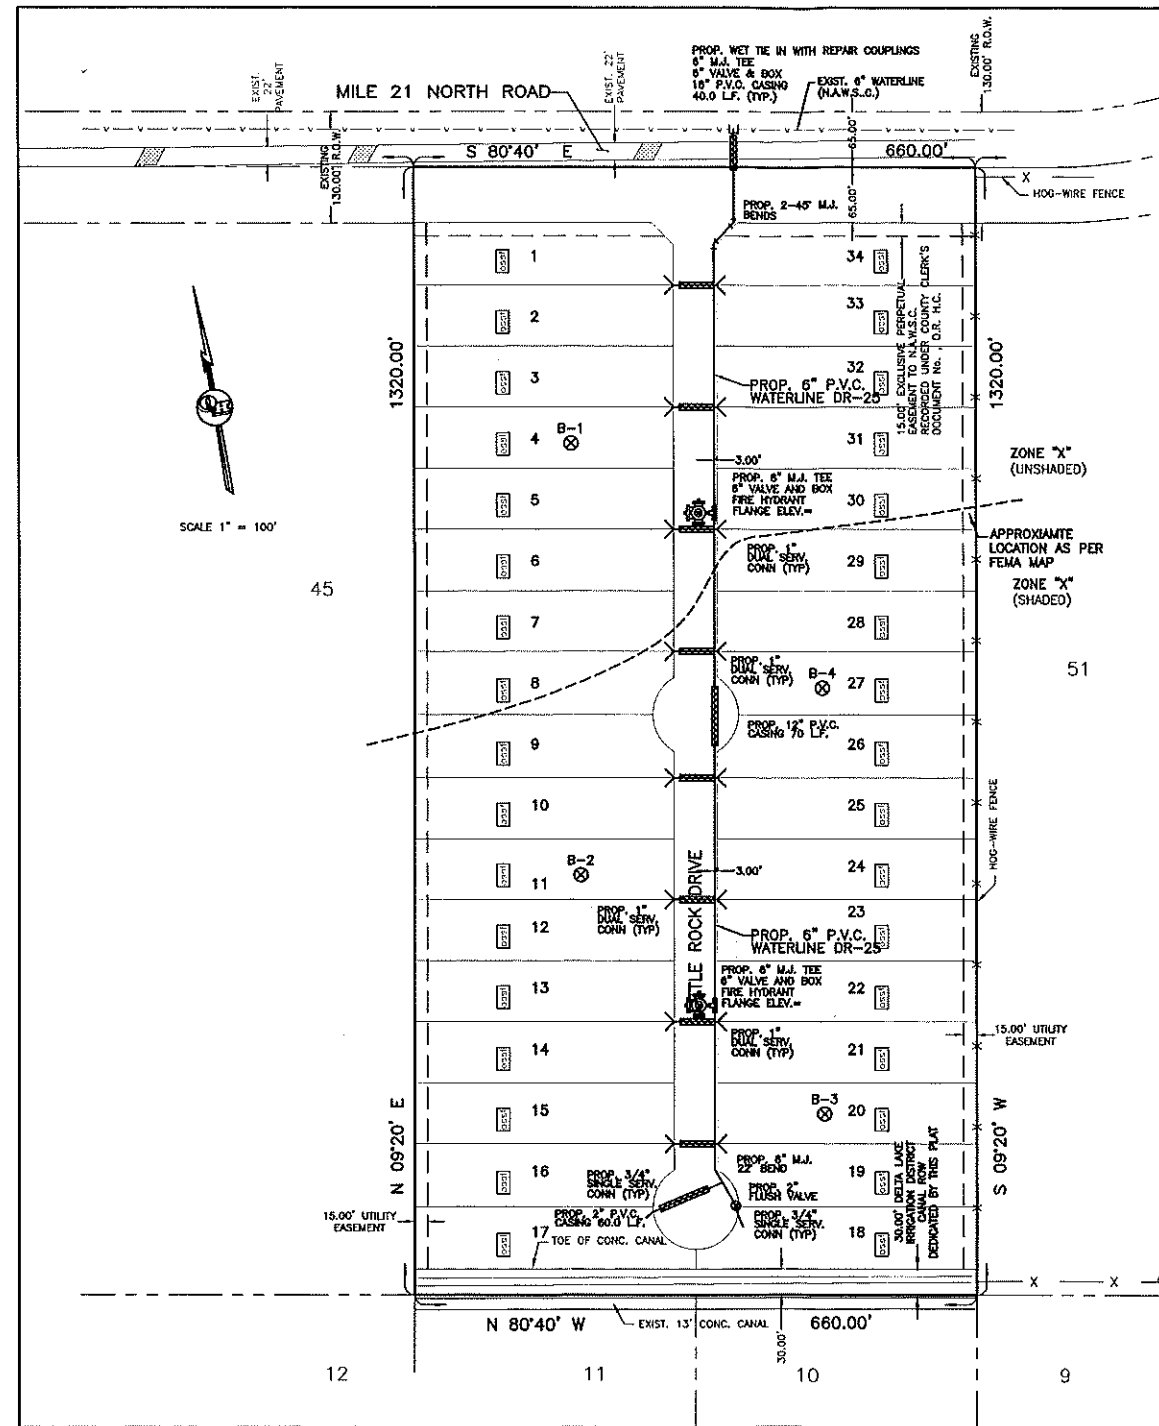 PROP. WET TIE IN WITH REPAIR COUPLINGS
6" M.J. TEE
6" VALVE & BOX
16" P.V.C. CASING
40.0 L.F. (TYP.)
EXIST. 6" WATERLINE
(N.A.W.S..C.)
EXISTING
130.00' R.O.W.
EXIST. 22'
PAVEMENT
EXIST. 22'
PAVEMENT
MILE 21 NORTH ROAD
EXISTING
130.00' R.O.W.
S 80°40' E
660.00'
65.00'
65.00'
X
HOG-WIRE FENCE
PROP. 2-45° M.J.
BENDS
15.00' EXCLUSIVE PERPETUAL
EASEMENT TO N.A.W.S.C.
RECORDED UNDER COUNTY CLERK'S
DOCUMENT No. , O.R. H.C.
1
34
2
33
3
32
4
31
5
30
6
29
7
28
8
27
9
26
10
25
11
24
12
23
13
22
14
21
15
20
16
19
17
18
1320.00'
1320.00'
PROP. 6" P.V.C.
WATERLINE DR-25
B-1
3.00'
PROP. 6" M.J. TEE
6" VALVE AND BOX
FIRE HYDRANT
FLANGE ELEV.=
ZONE "X"
(UNSHADED)
SCALE 1" = 100'
PROP. 1"
DUAL SERV.
CONN (TYP)
APPROXIAMTE
LOCATION AS PER
FEMA MAP
ZONE "X"
(SHADED)
45
51
PROP. 1"
DUAL SERV.
CONN (TYP)
B-4
PROP. 12" P.V.C.
CASING 70 L.F.
HOG-WIRE FENCE
B-2
3.00'
TLE ROCK DRIVE
PROP. 1"
DUAL SERV.
CONN (TYP)
PROP. 6" P.V.C.
WATERLINE DR-25
PROP. 6" M.J. TEE
6" VALVE AND BOX
FIRE HYDRANT
FLANGE ELEV.=
PROP. 1"
DUAL SERV.
CONN (TYP)
15.00' UTILITY
EASEMENT
B-3
N 09°20' E
S 09°20' W
PROP. 6" M.J.
22° BEND
PROP. 3/4"
SINGLE SERV.
CONN (TYP)
PROP. 2"
FLUSH VALVE
PROP. 2" P.V.C.
CASING 60.0 L.F.
PROP. 3/4"
SINGLE SERV.
CONN (TYP)
30.00' DELTA LAKE
IRRIGATION DISTRICT
CANAL ROW
DEDICATED BY THIS PLAT
15.00' UTILITY
EASEMENT
TOE OF CONC. CANAL
X
X
N 80°40' W
EXIST. 13' CONC. CANAL
660.00'
30.00'
12
11
10
9